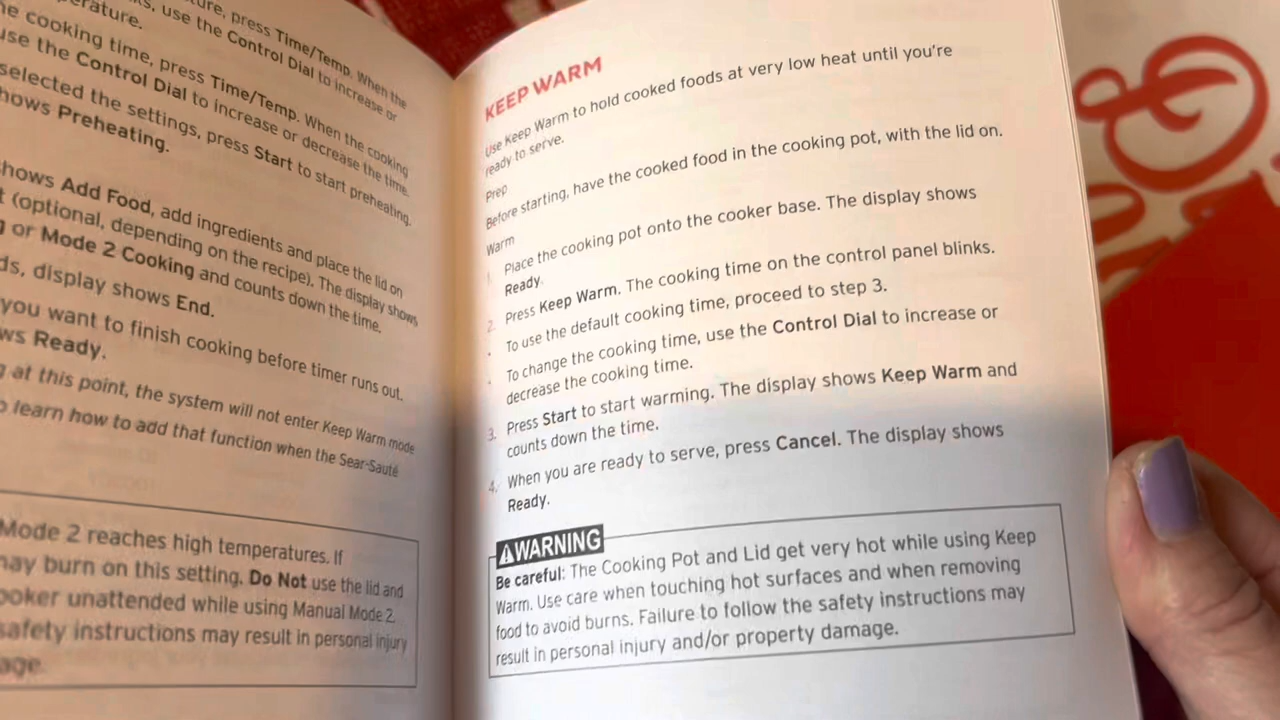 ture, press Time/Temp. When the
s, use the Control Dial to increase or
perature.
e cooking time, press Time/Temp. When the cooking
use the Control Dial to increase or decrease the time.
selected the settings, press Start to start preheating.
hows Preheating.
hows Add Food, add ingredients and place the lid on
t (optional, depending on the recipe). The display shows
g or Mode 2 Cooking and counts down the time.
ds, display shows End.
you want to finish cooking before timer runs out.
ws Ready.
g at this point, the system will not enter Keep Warm mode
o learn how to add that function when the Sear-Sauté
Mode 2 reaches high temperatures. If
may burn on this setting. Do Not use the lid and
ooker unattended while using Manual Mode 2.
safety instructions may result in personal injury
age.
KEEP WARM
Use Keep Warm to hold cooked foods at very low heat until you're
ready to serve.
Prep
Before starting, have the cooked food in the cooking pot, with the lid on.
Warm
1. Place the cooking pot onto the cooker base. The display shows
Ready.
2. Press Keep Warm. The cooking time on the control panel blinks.
• To use the default cooking time, proceed to step 3.
• To change the cooking time, use the Control Dial to increase or
decrease the cooking time.
3. Press Start to start warming. The display shows Keep Warm and
counts down the time.
4. When you are ready to serve, press Cancel. The display shows
Ready.
⚠WARNING
Be careful: The Cooking Pot and Lid get very hot while using Keep
Warm. Use care when touching hot surfaces and when removing
food to avoid burns. Failure to follow the safety instructions may
result in personal injury and/or property damage.